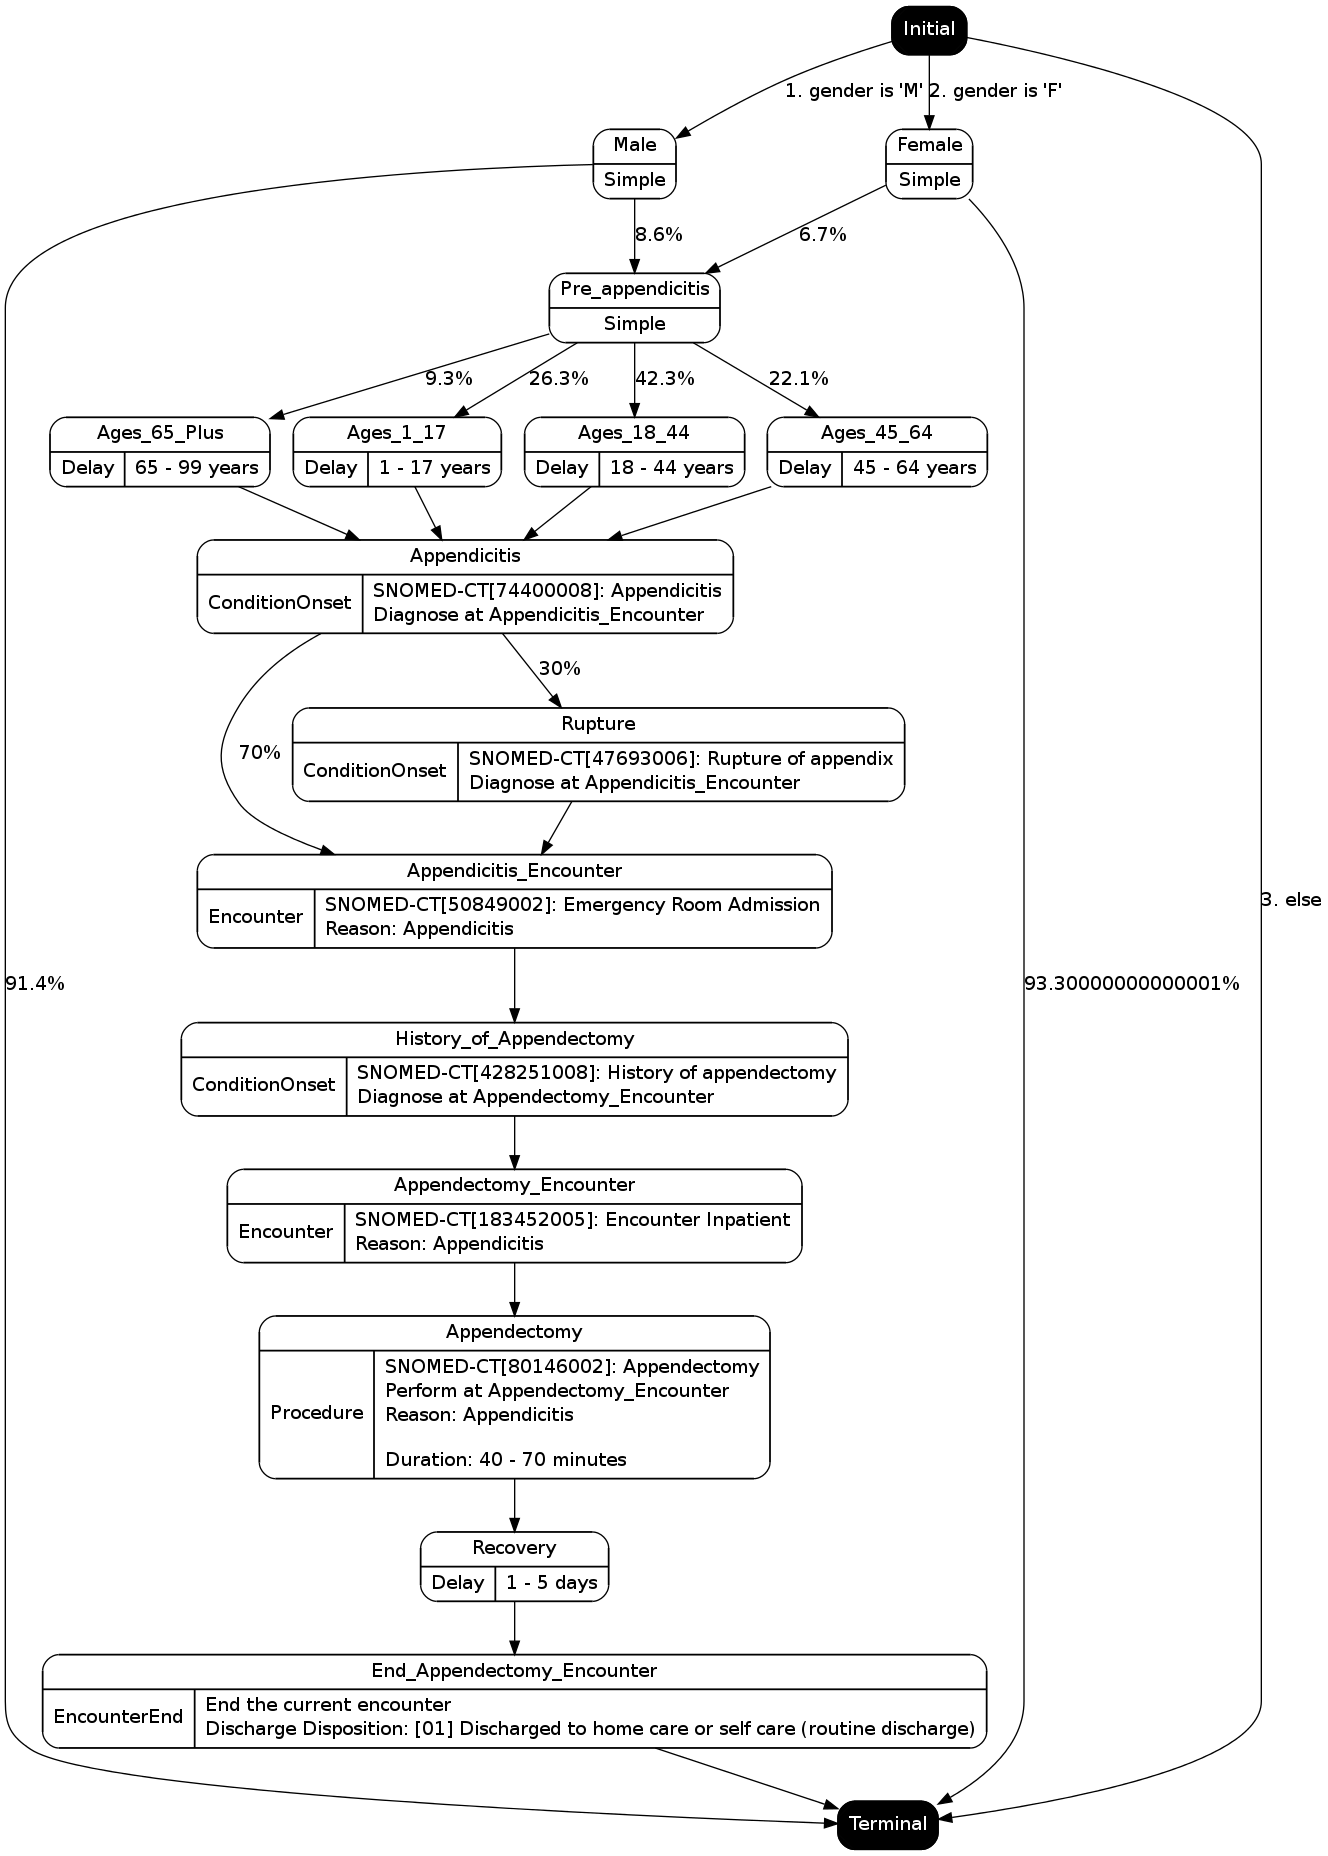 Initial
1. gender is 'M'
2. gender is 'F'
Male
Simple
Female
Simple
8.6%
6.7%
Pre_appendicitis
Simple
9.3%
26.3%
42.3%
22.1%
Ages_65_Plus
Delay
65 - 99 years
Ages_1_17
Delay
1 - 17 years
Ages_18_44
Delay
18 - 44 years
Ages_45_64
Delay
45 - 64 years
Appendicitis
ConditionOnset
SNOMED-CT[74400008]: Appendicitis
Diagnose at Appendicitis_Encounter
30%
Rupture
70%
ConditionOnset
SNOMED-CT[47693006]: Rupture of appendix
Diagnose at Appendicitis_Encounter
Appendicitis_Encounter
Encounter
SNOMED-CT[50849002]: Emergency Room Admission
Reason: Appendicitis
3. else
91.4%
93.30000000000001%
History_of_Appendectomy
ConditionOnset
SNOMED-CT[428251008]: History of appendectomy
Diagnose at Appendectomy_Encounter
Appendectomy_Encounter
Encounter
SNOMED-CT[183452005]: Encounter Inpatient
Reason: Appendicitis
Appendectomy
Procedure
SNOMED-CT[80146002]: Appendectomy
Perform at Appendectomy_Encounter
Reason: Appendicitis
Duration: 40 - 70 minutes
Recovery
Delay
1 - 5 days
End_Appendectomy_Encounter
EncounterEnd
End the current encounter
Discharge Disposition: [01] Discharged to home care or self care (routine discharge)
Terminal